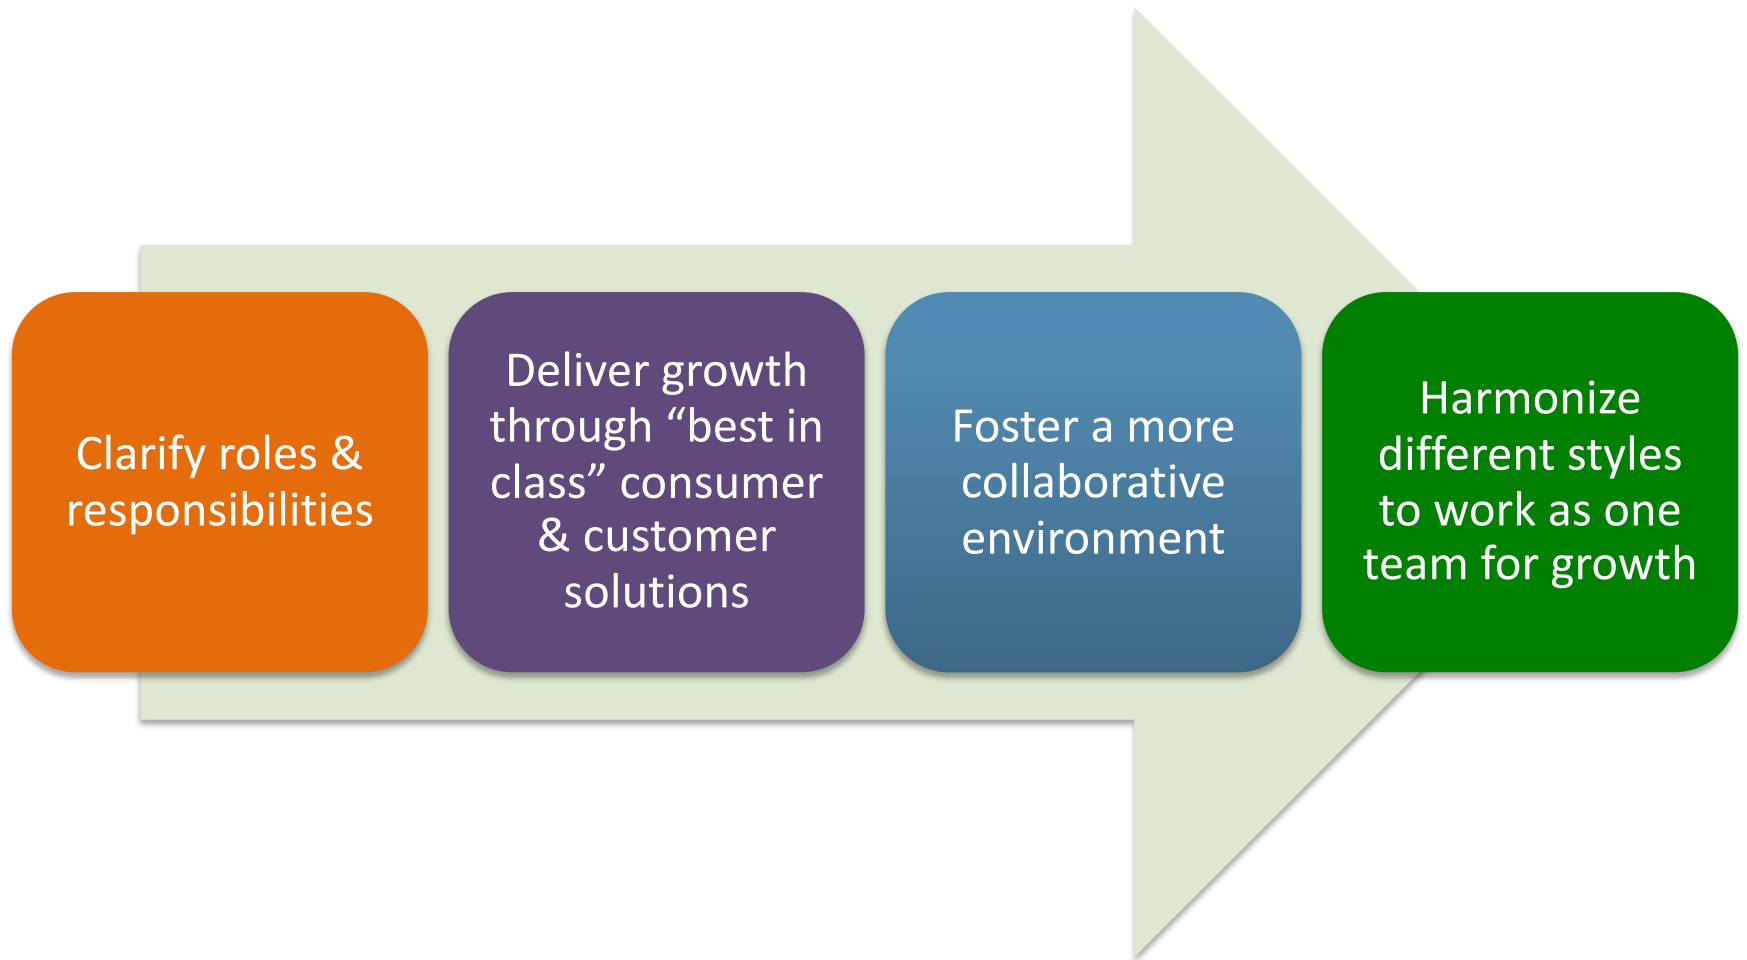 Clarify roles &
responsibilities
Deliver growth
through “best in
class” consumer
& customer
solutions
Foster a more
collaborative
environment
Harmonize
different styles
to work as one
team for growth